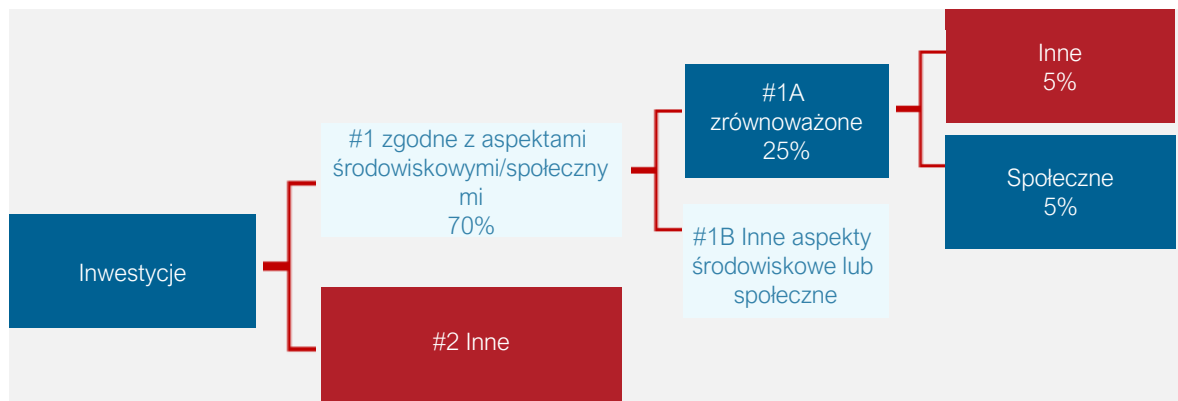 Inwestycje
#1 zgodne z aspektami
środowiskowymi/społeczny
mi
70%
#2 Inne
#1A
zrównoważone
25%
#1B Inne aspekty
środowiskowe lub
społeczne
Inne
5%
Społeczne
5%